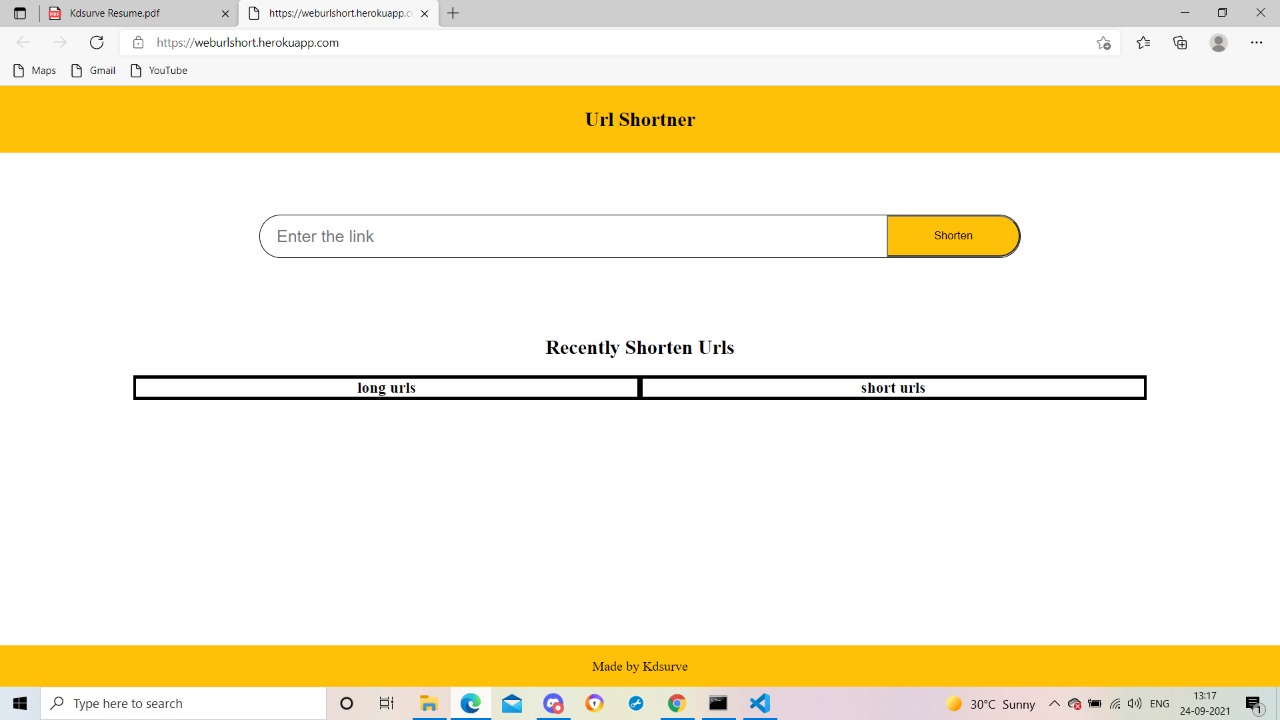 Kdsurve Resume.pdf
https://weburlshort.herokuapp.co
https://weburlshort.herokuapp.com
Maps
Gmail
YouTube
Url Shortner
Enter the link
Shorten
Recently Shorten Urls
long urls
short urls
Made by Kdsurve
Type here to search
30°C Sunny
ENG
13:17
24-09-2021
1